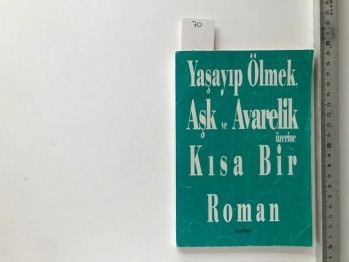 70
Yaşayıp Ölmek,
Aşk ve Avarelik
üzerine
Kısa Bir
Roman